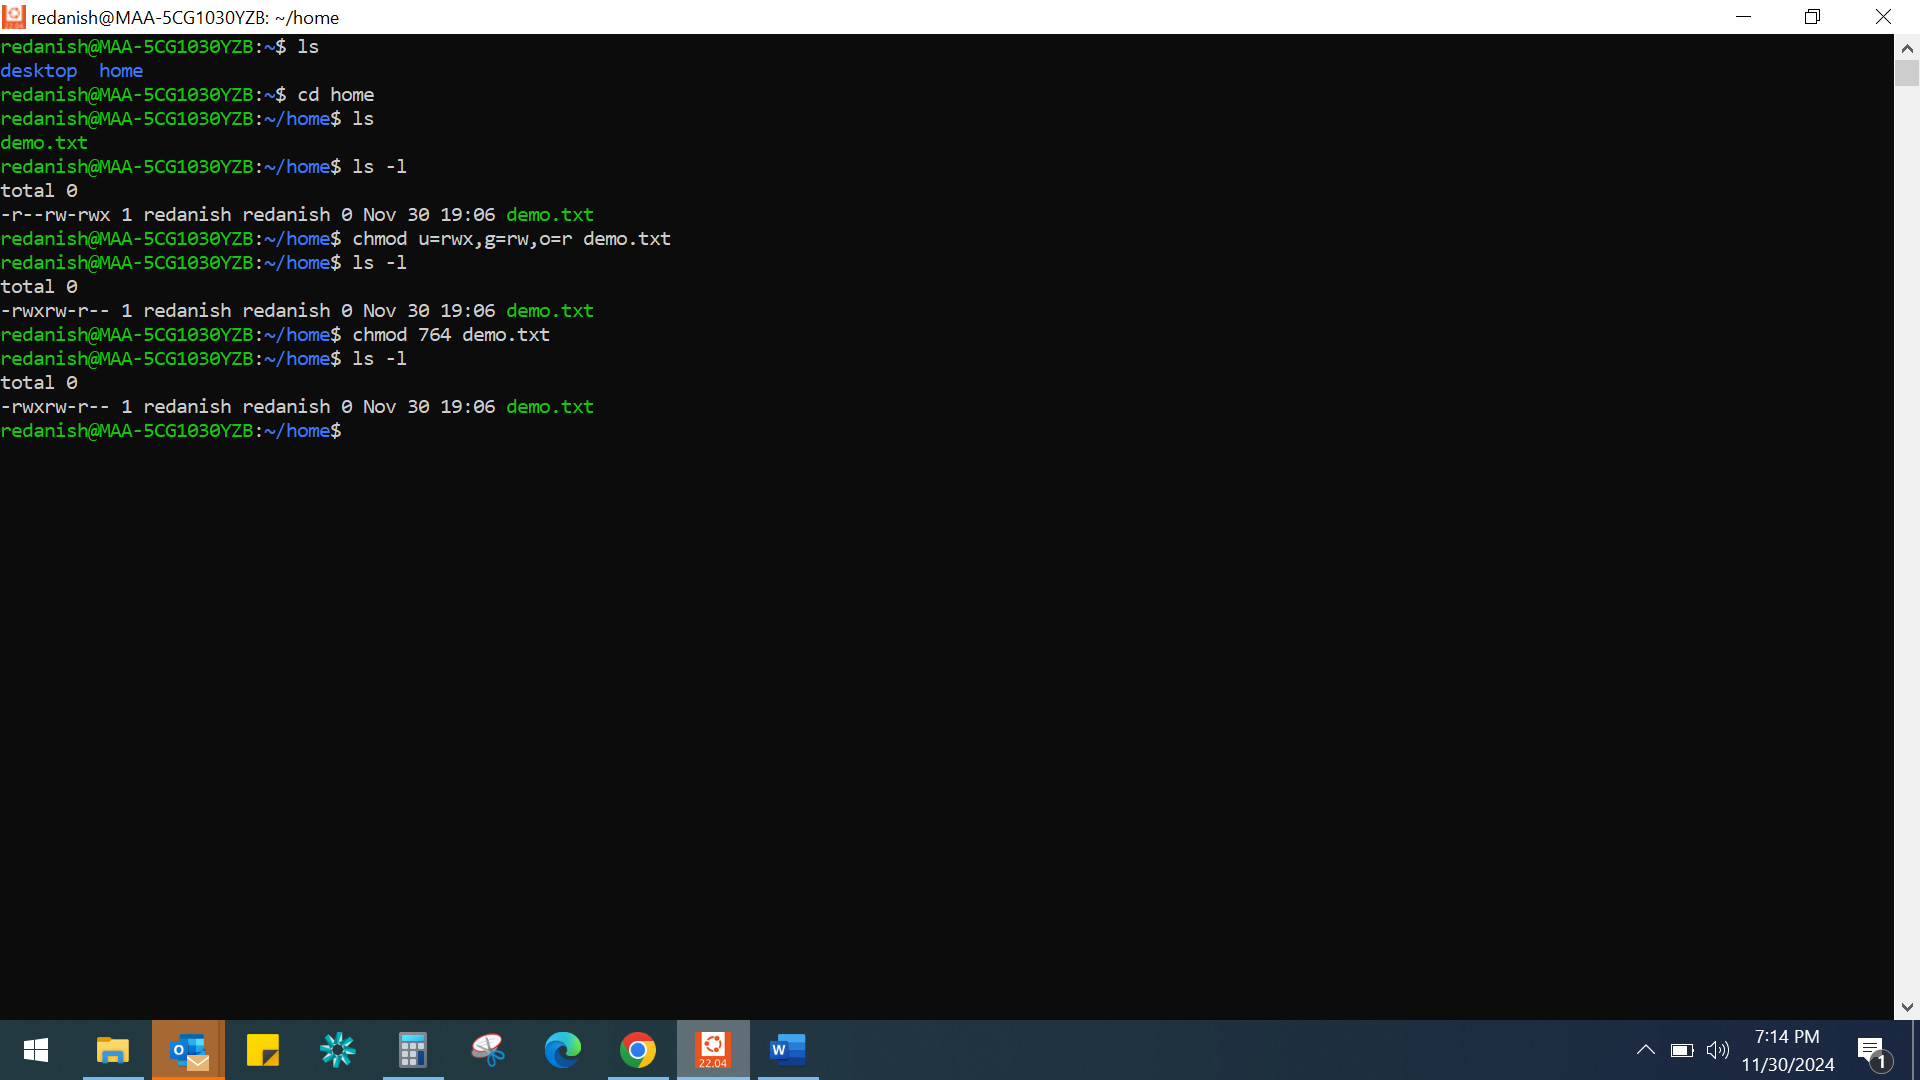 redanish@MAA-5CG1030YZB: ~/home
redanish@MAA-5CG1030YZB:~$ ls
desktop  home
redanish@MAA-5CG1030YZB:~$ cd home
redanish@MAA-5CG1030YZB:~/home$ ls
demo.txt
redanish@MAA-5CG1030YZB:~/home$ ls -l
total 0
-r--rw-rwx 1 redanish redanish 0 Nov 30 19:06 demo.txt
redanish@MAA-5CG1030YZB:~/home$ chmod u=rwx,g=rw,o=r demo.txt
redanish@MAA-5CG1030YZB:~/home$ ls -l
total 0
-rwxrw-r-- 1 redanish redanish 0 Nov 30 19:06 demo.txt
redanish@MAA-5CG1030YZB:~/home$ chmod 764 demo.txt
redanish@MAA-5CG1030YZB:~/home$ ls -l
total 0
-rwxrw-r-- 1 redanish redanish 0 Nov 30 19:06 demo.txt
redanish@MAA-5CG1030YZB:~/home$
22.04
7:14 PM
11/30/2024
1